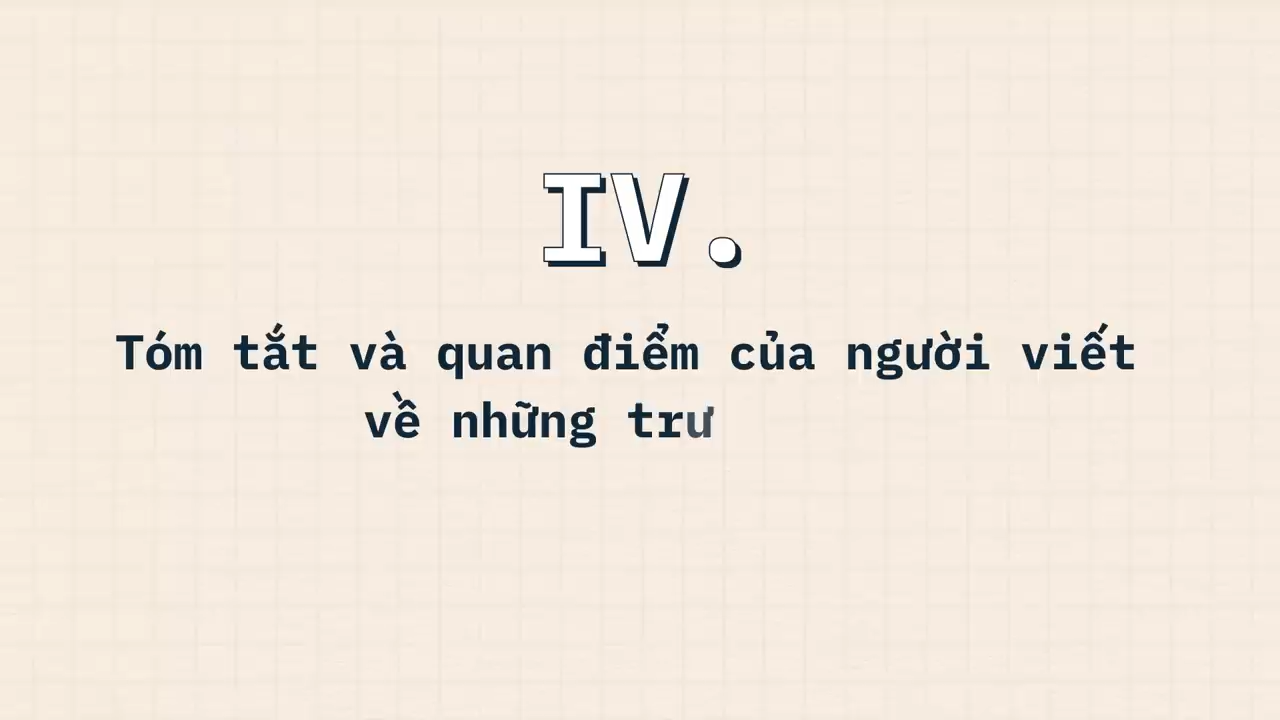 IV.
Tóm tắt và quan điểm của người viết
về những trư